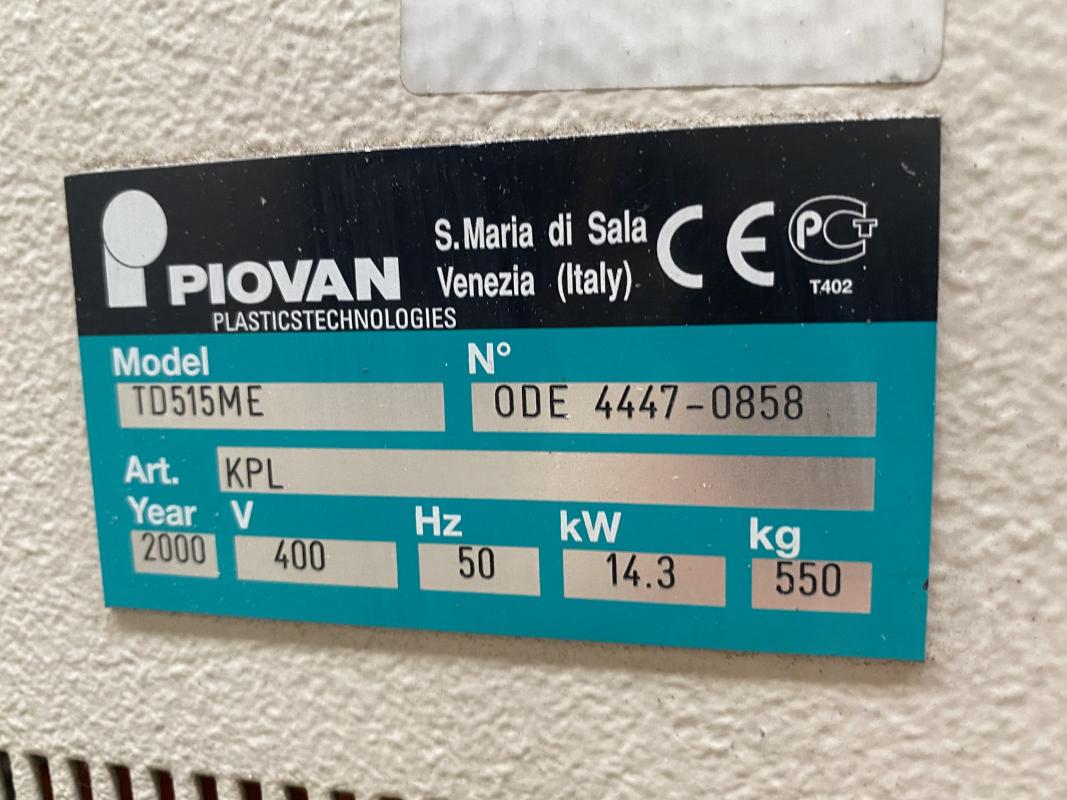 PIOVAN
PLASTICSTECHNOLOGIES
S.Maria di Sala
Venezia (Italy)
CE
PCT
T402
Model
TD515ME
N°
ODE 4447-0858
Art.
KPL
Year
2000
V
400
Hz
50
kW
14.3
kg
550